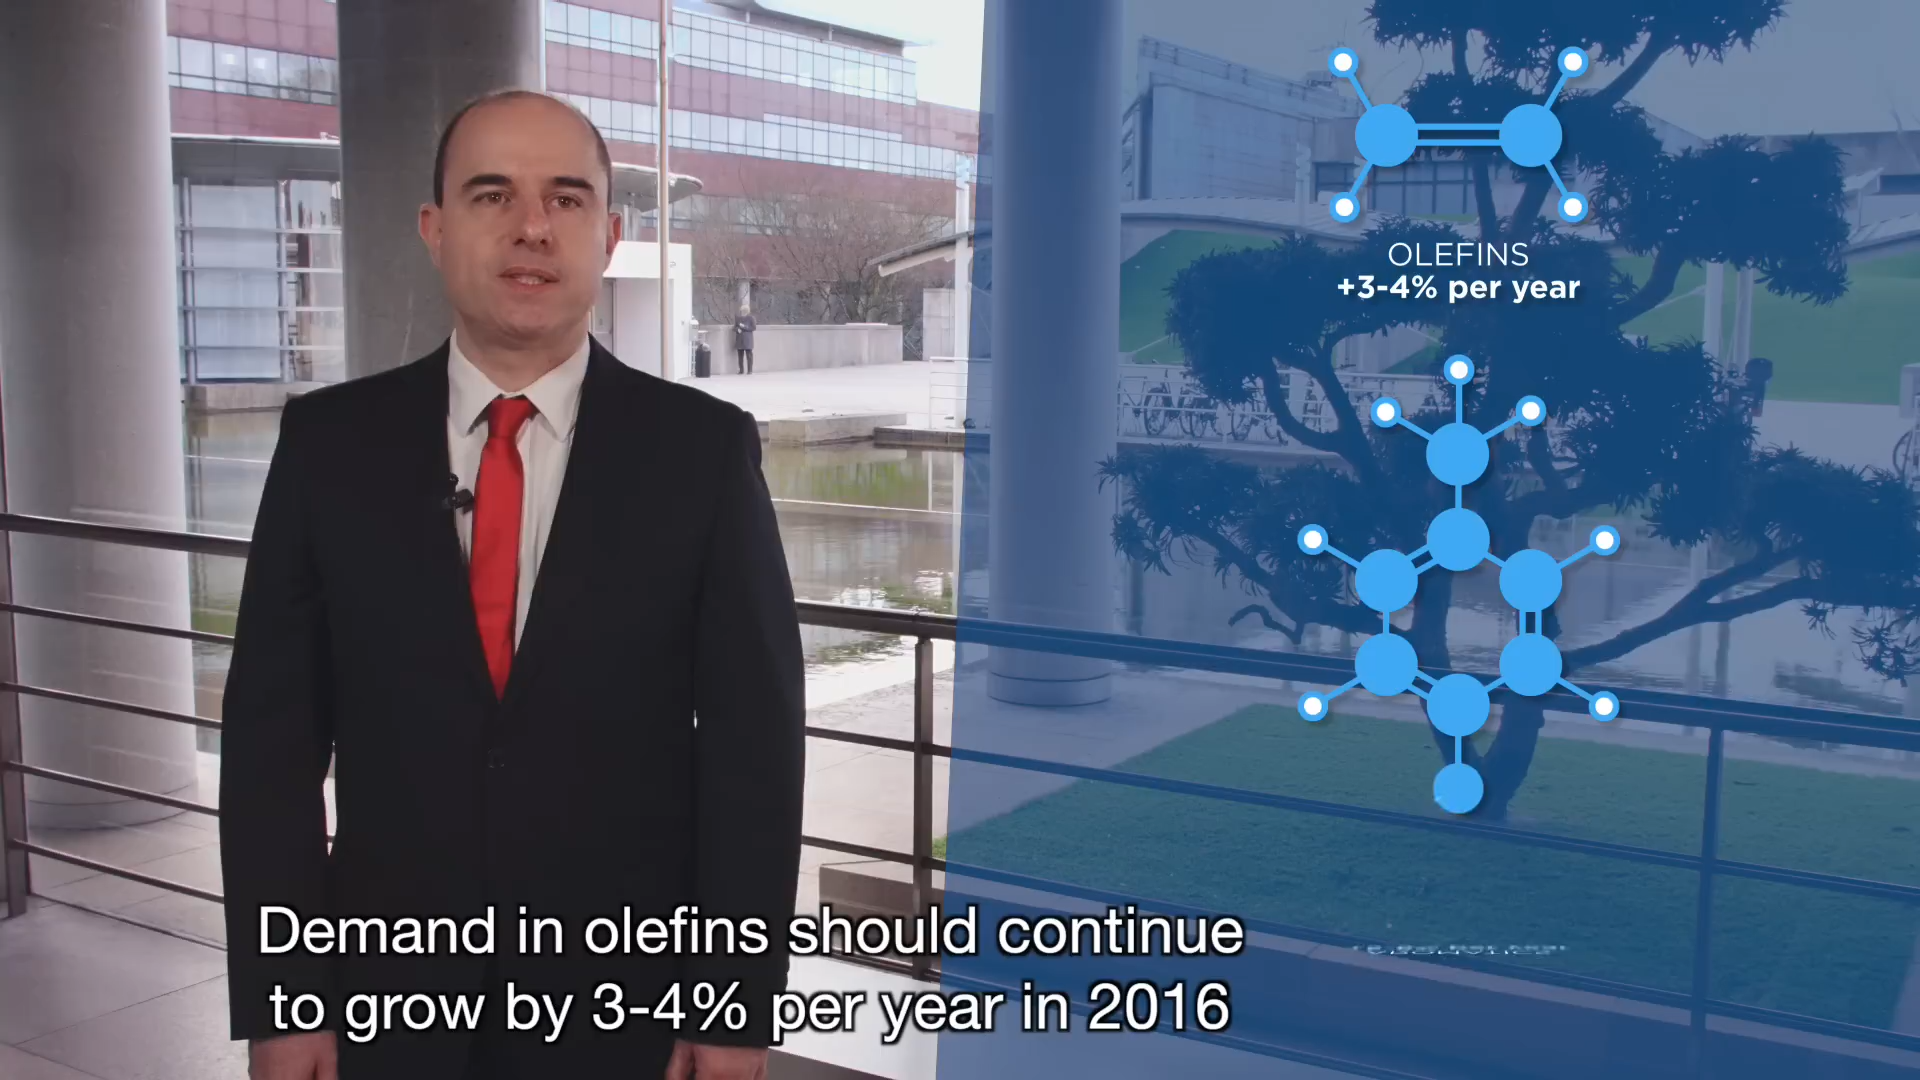 OLEFINS
+3-4% per year
Demand in olefins should continue
to grow by 3-4% per year in 2016